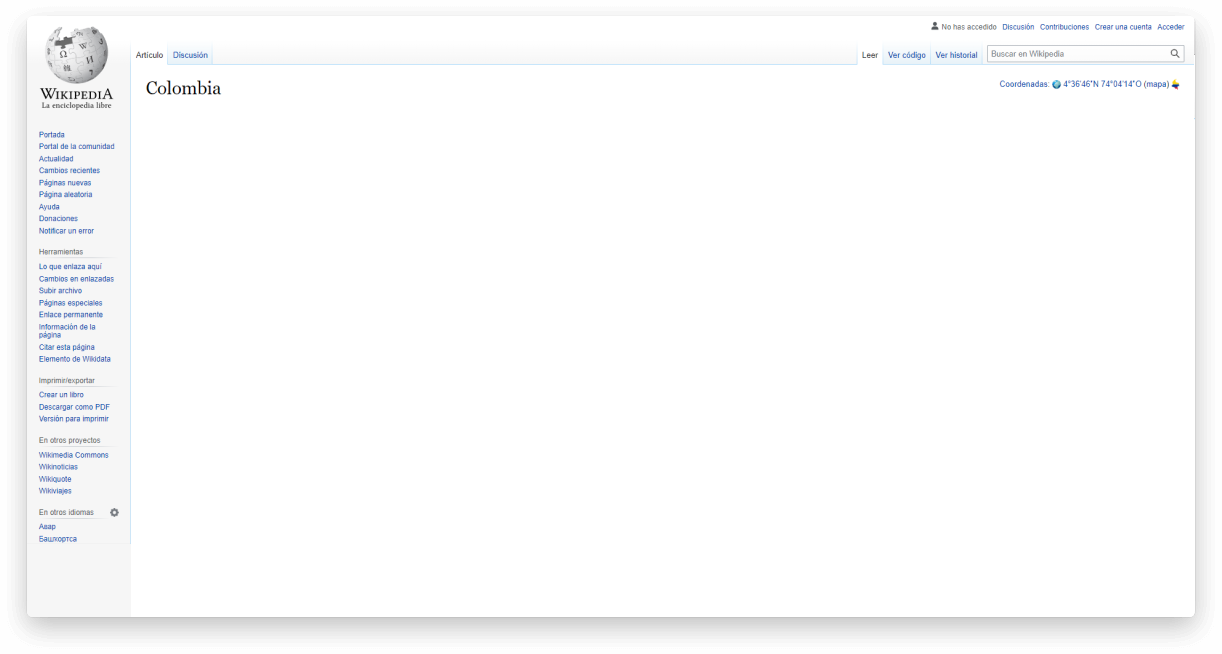 No has accedido Discusión Contribuciones Crear una cuenta Acceder
Artículo Discusión Leer Ver código Ver historial Buscar en Wikipedia
WIKIPEDIA
La enciclopedia libre
Colombia
Coordenadas: 4°36′46″N 74°04′14″O (mapa)
Portada
Portal de la comunidad
Actualidad
Cambios recientes
Páginas nuevas
Página aleatoria
Ayuda
Donaciones
Notificar un error
Herramientas
Lo que enlaza aquí
Cambios en enlazadas
Subir archivo
Páginas especiales
Enlace permanente
Información de la
página
Citar esta página
Elemento de Wikidata
Imprimir/exportar
Crear un libro
Descargar como PDF
Versión para imprimir
En otros proyectos
Wikimedia Commons
Wikinoticias
Wikiquote
Wikiviajes
En otros idiomas
Авар
Башҡортса